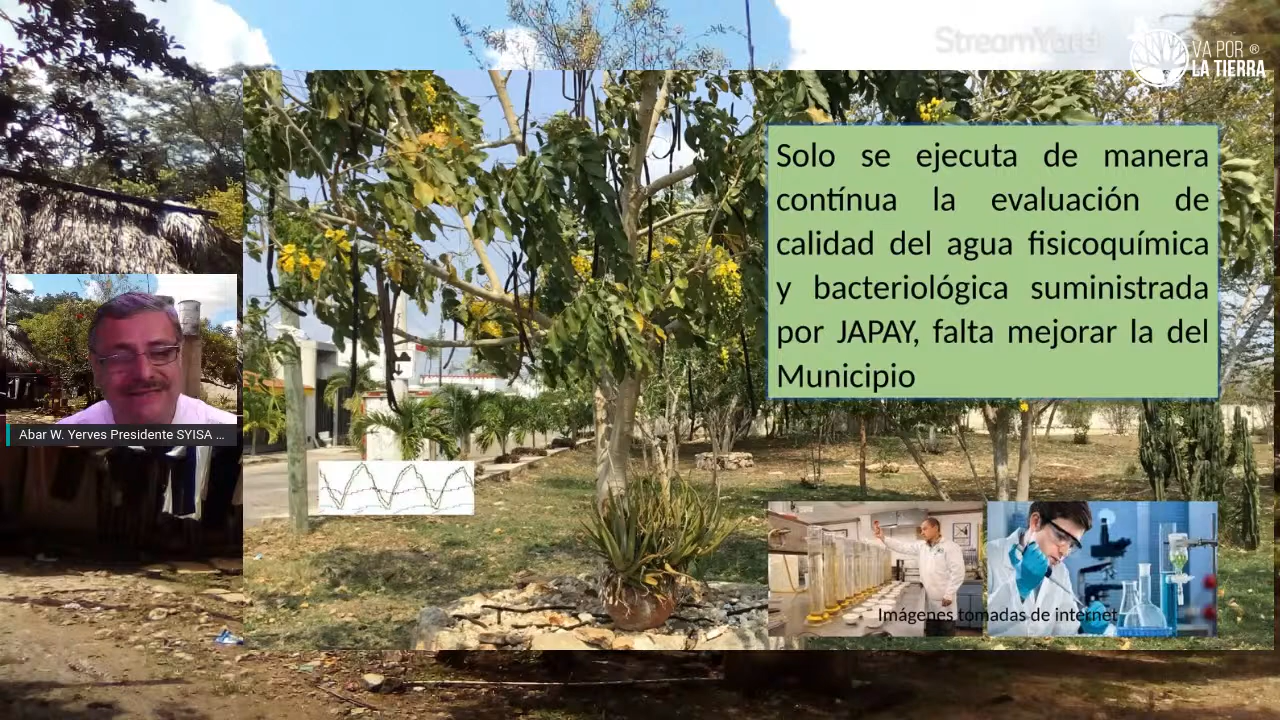 StreamYard
VA POR ®
LA TIERRA
Solo se ejecuta de manera
contínua la evaluación de
calidad del agua fisicoquímica
y bacteriológica suministrada
por JAPAY, falta mejorar la del
Municipio
Abar W. Yerves Presidente SYISA ...
Imágenes tomadas de internet